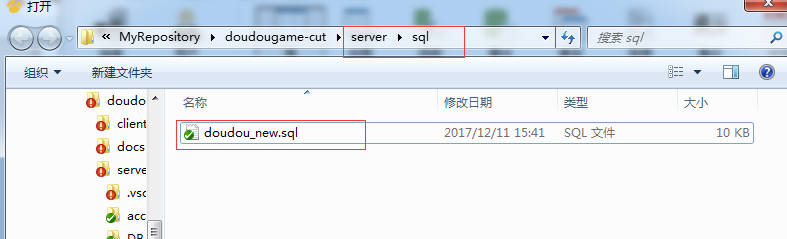 打开
« MyRepository doudougame-cut server sql 搜索 sql
组织 新建文件夹
名称 修改日期 类型 大小
doudo
client
docs
serve
.vsc
acc
DB
doudou_new.sql 2017/12/11 15:41 SQL 文件 10 KB